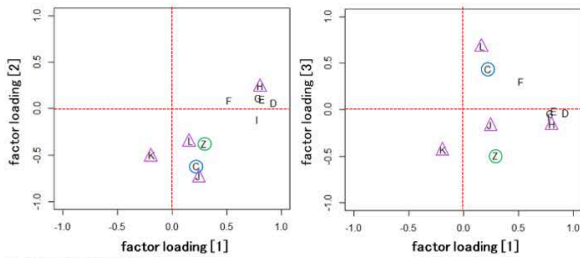 1.0
0.5
0.0
-0.5
-1.0
factor loading [2]
H
G E D
F
I
L Z
K
C
J
-1.0 -0.5 0.0 0.5 1.0
factor loading [1]
1.0
0.5
0.0
-0.5
-1.0
factor loading [3]
L
C
F
E D
G
H
J
K
Z
-1.0 -0.5 0.0 0.5 1.0
factor loading [1]